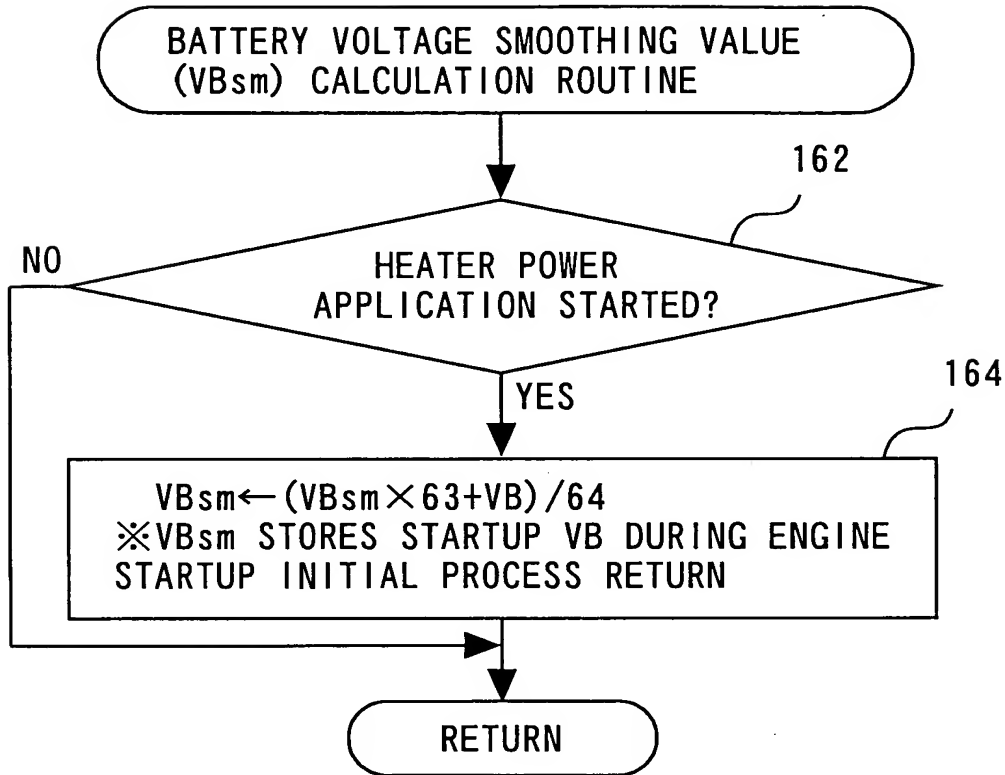 BATTERY VOLTAGE SMOOTHING VALUE
(VBsm) CALCULATION ROUTINE
162
NO
HEATER POWER
APPLICATION STARTED?
YES
164
VBsm←(VBsm×63+VB)/64
※VBsm STORES STARTUP VB DURING ENGINE
STARTUP INITIAL PROCESS RETURN
RETURN